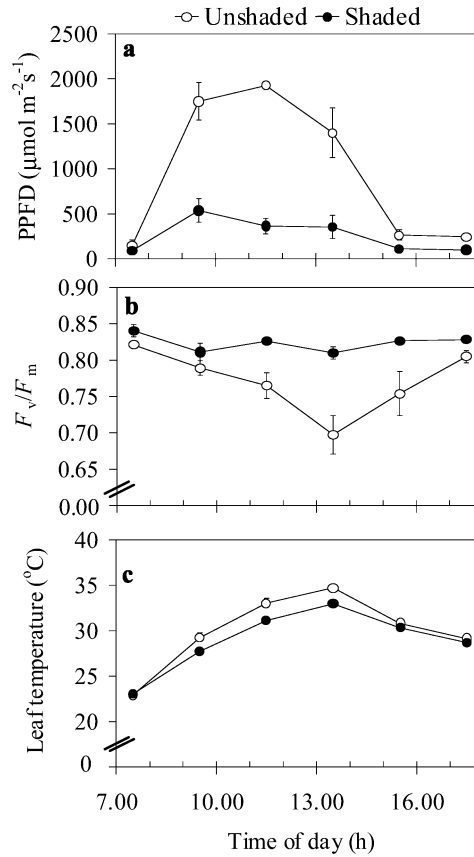 Unshaded Shaded
a
2500
2000
1500
1000
500
0
PPFD (μmol m⁻²s⁻¹)
b
0.90
0.85
0.80
0.75
0.70
0.65
0.00
Fv/Fm
c
40
35
30
25
20
0
Leaf temperature (°C)
7.00 10.00 13.00 16.00
Time of day (h)